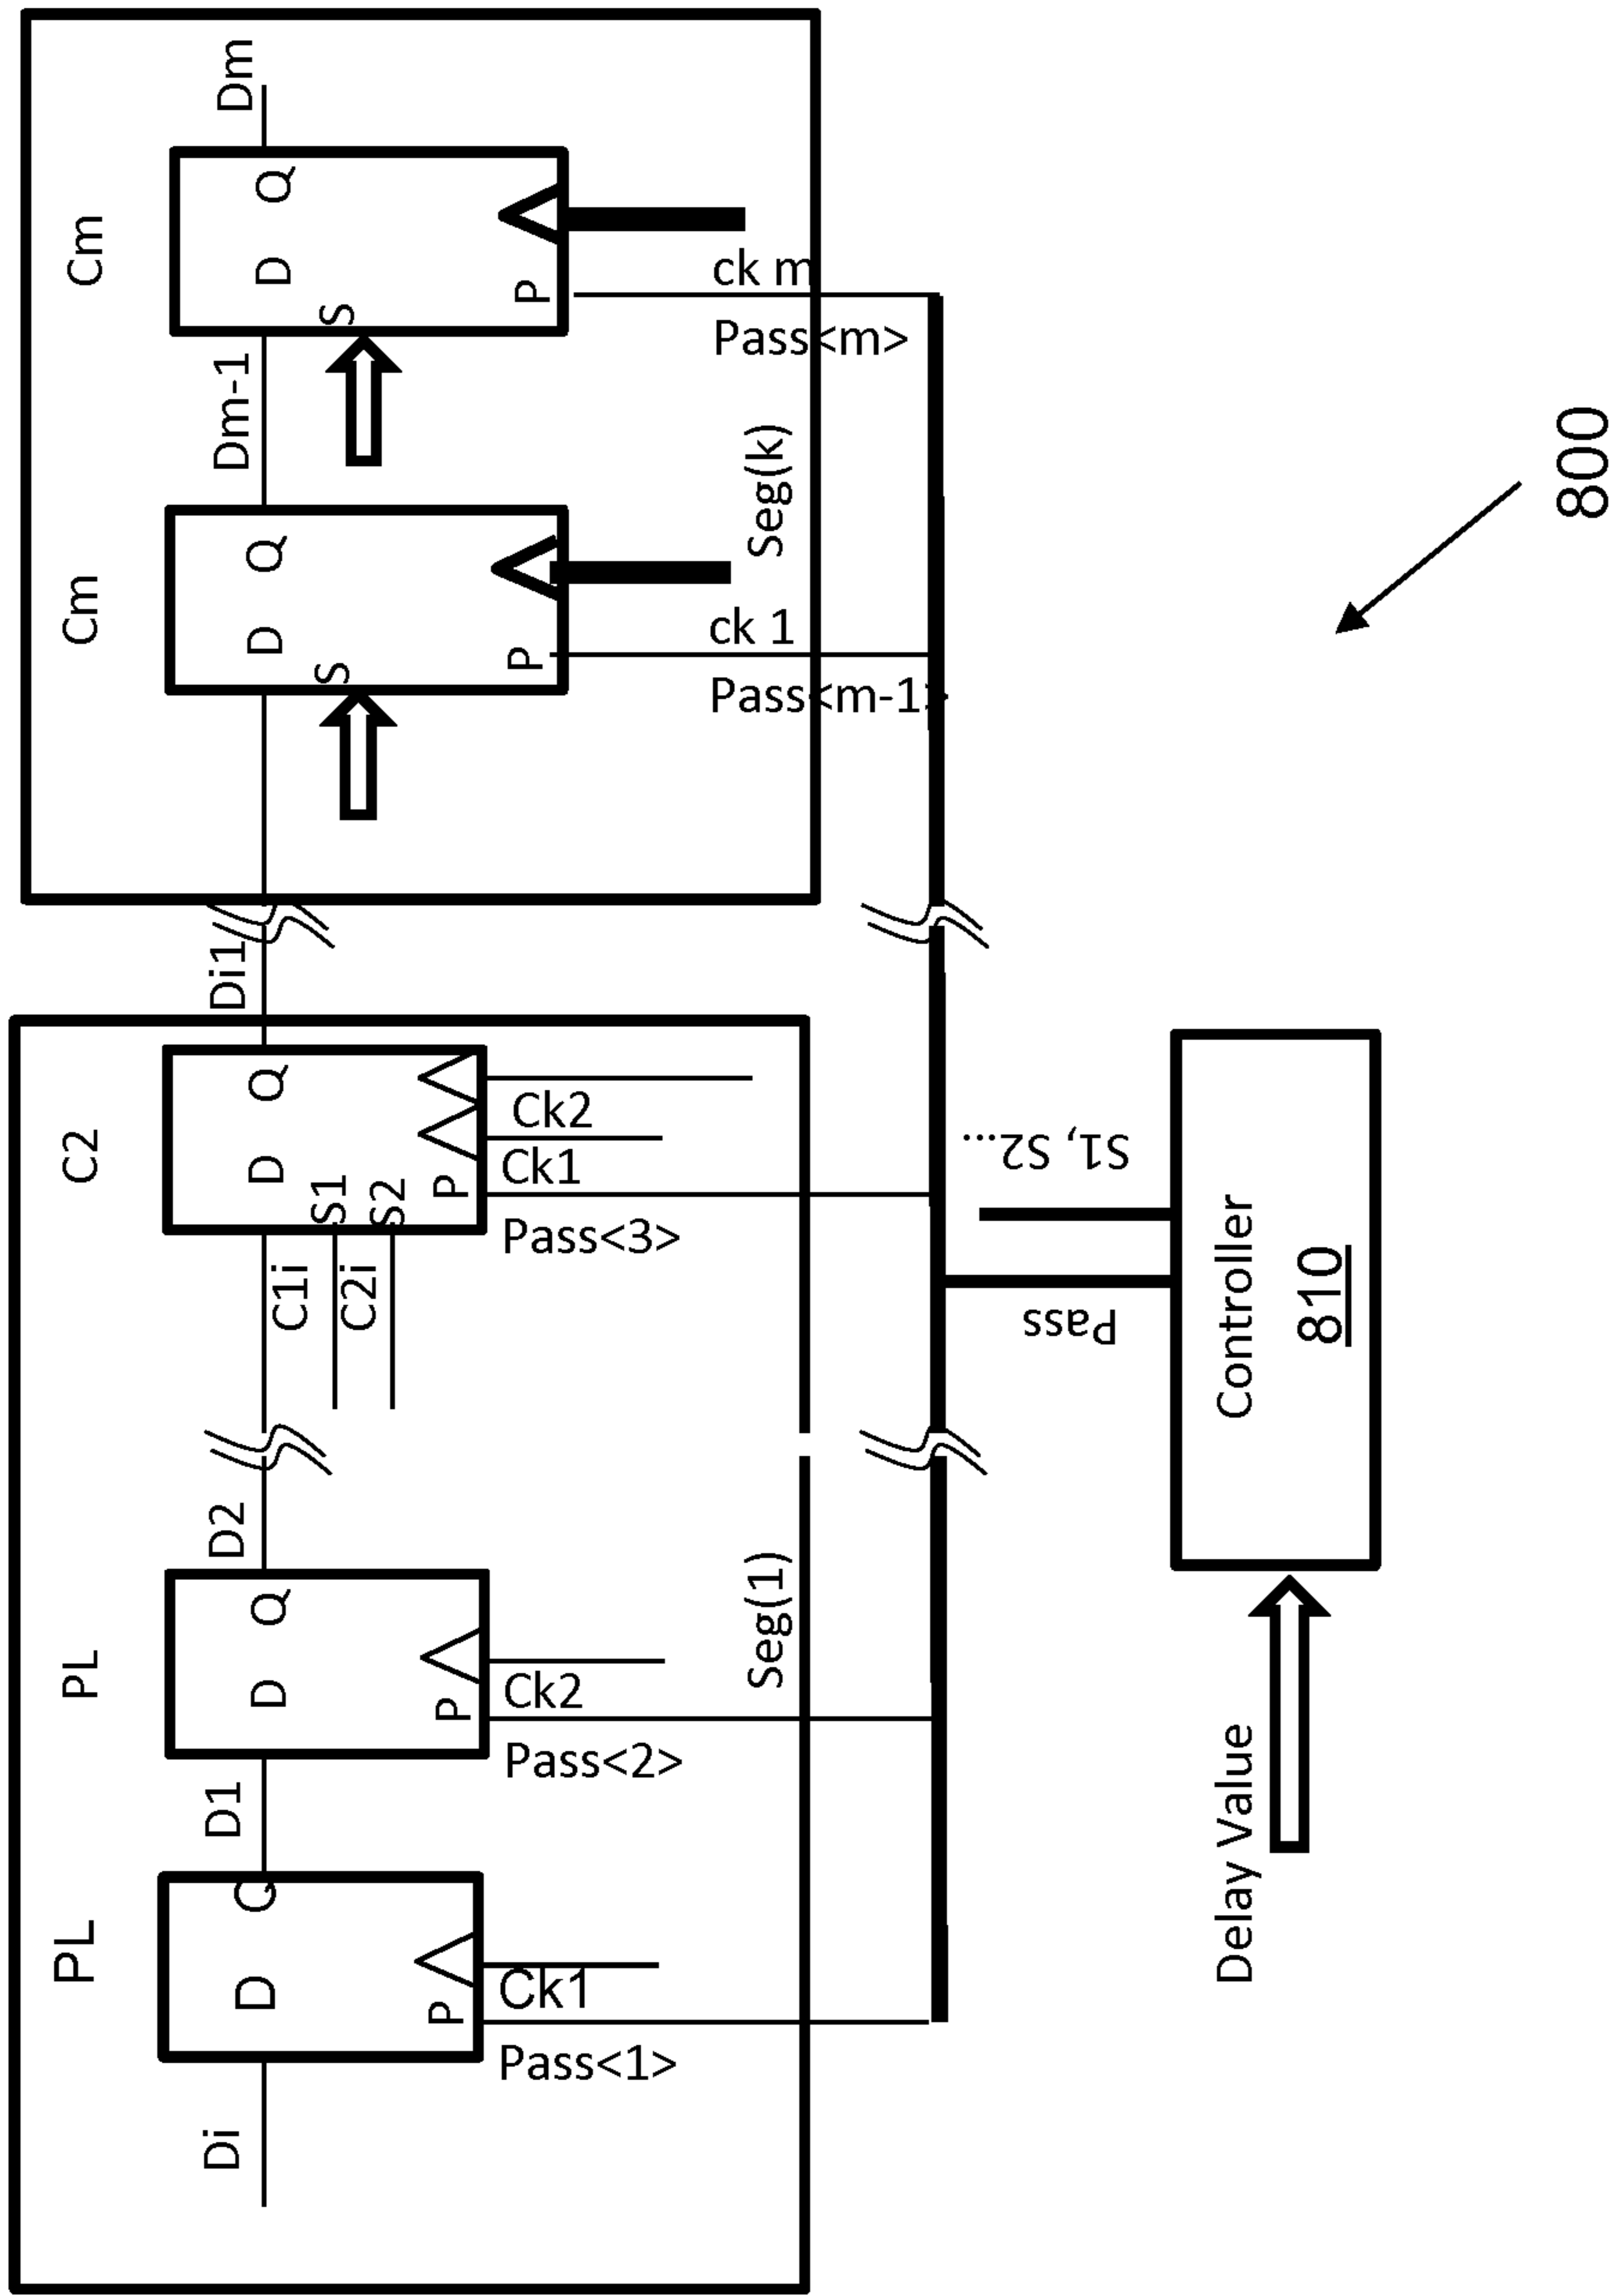 PL
PL
C2
Cm
Cm
Di
D1
D2
Di1
Dm-1
Dm
D
Q
P
Ck1
Pass<1>
D
Q
P
Ck2
Pass<2>
C1i
C2i
D
Q
S1
S2
P
Ck1
Ck2
Pass<3>
Seg(1)
D
Q
S
P
ck 1
Pass<m-1>
D
Q
S
P
ck m
Pass<m>
Seg(k)
Pass
S1, S2...
Delay Value
Controller
810
800